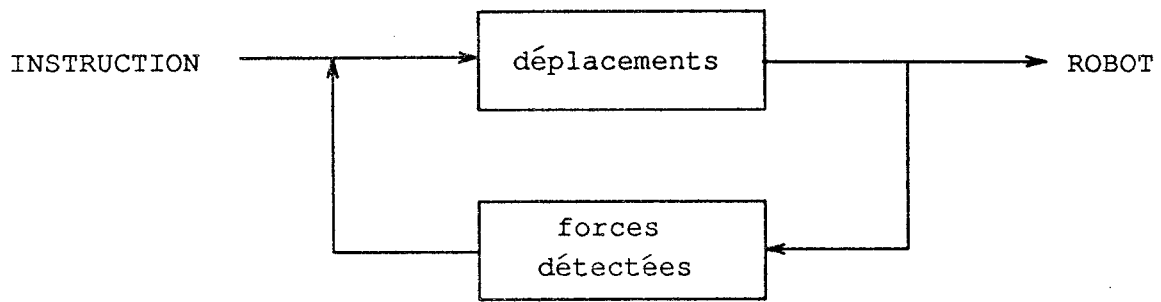 INSTRUCTION
déplacements
ROBOT
forces
détectées